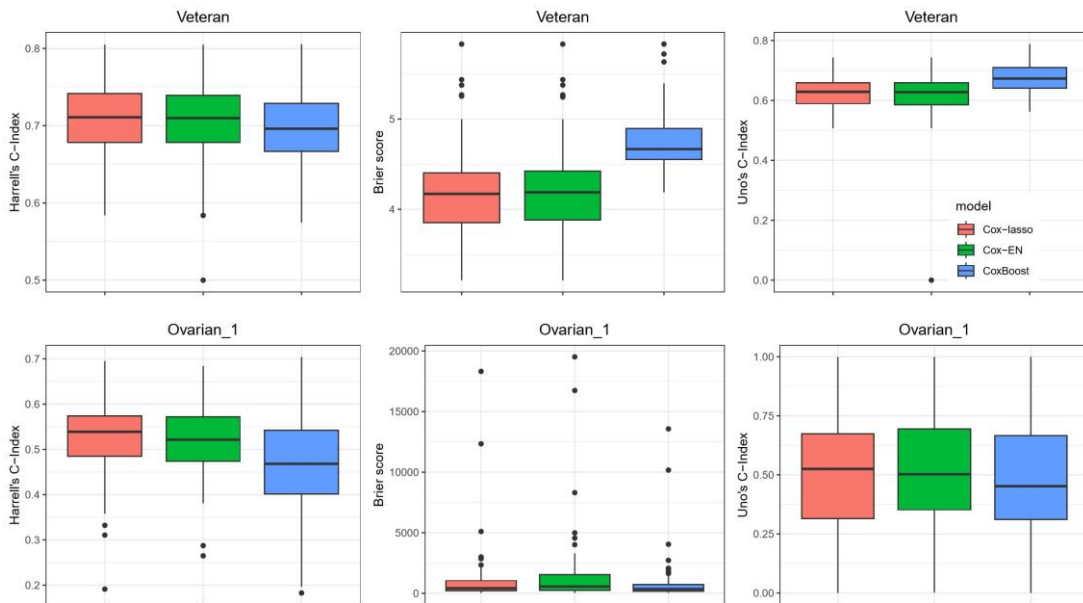 Veteran
Harrell's C-Index
0.8
0.7
0.6
0.5
Veteran
Brier score
5
4
Veteran
Uno's C-Index
0.8
0.6
0.4
0.2
0.0
model
Cox-lasso
Cox-EN
CoxBoost
Ovarian_1
Harrell's C-Index
0.7
0.6
0.5
0.4
0.3
0.2
Ovarian_1
Brier score
20000
15000
10000
5000
0
Ovarian_1
Uno's C-Index
1.00
0.75
0.50
0.25
0.00